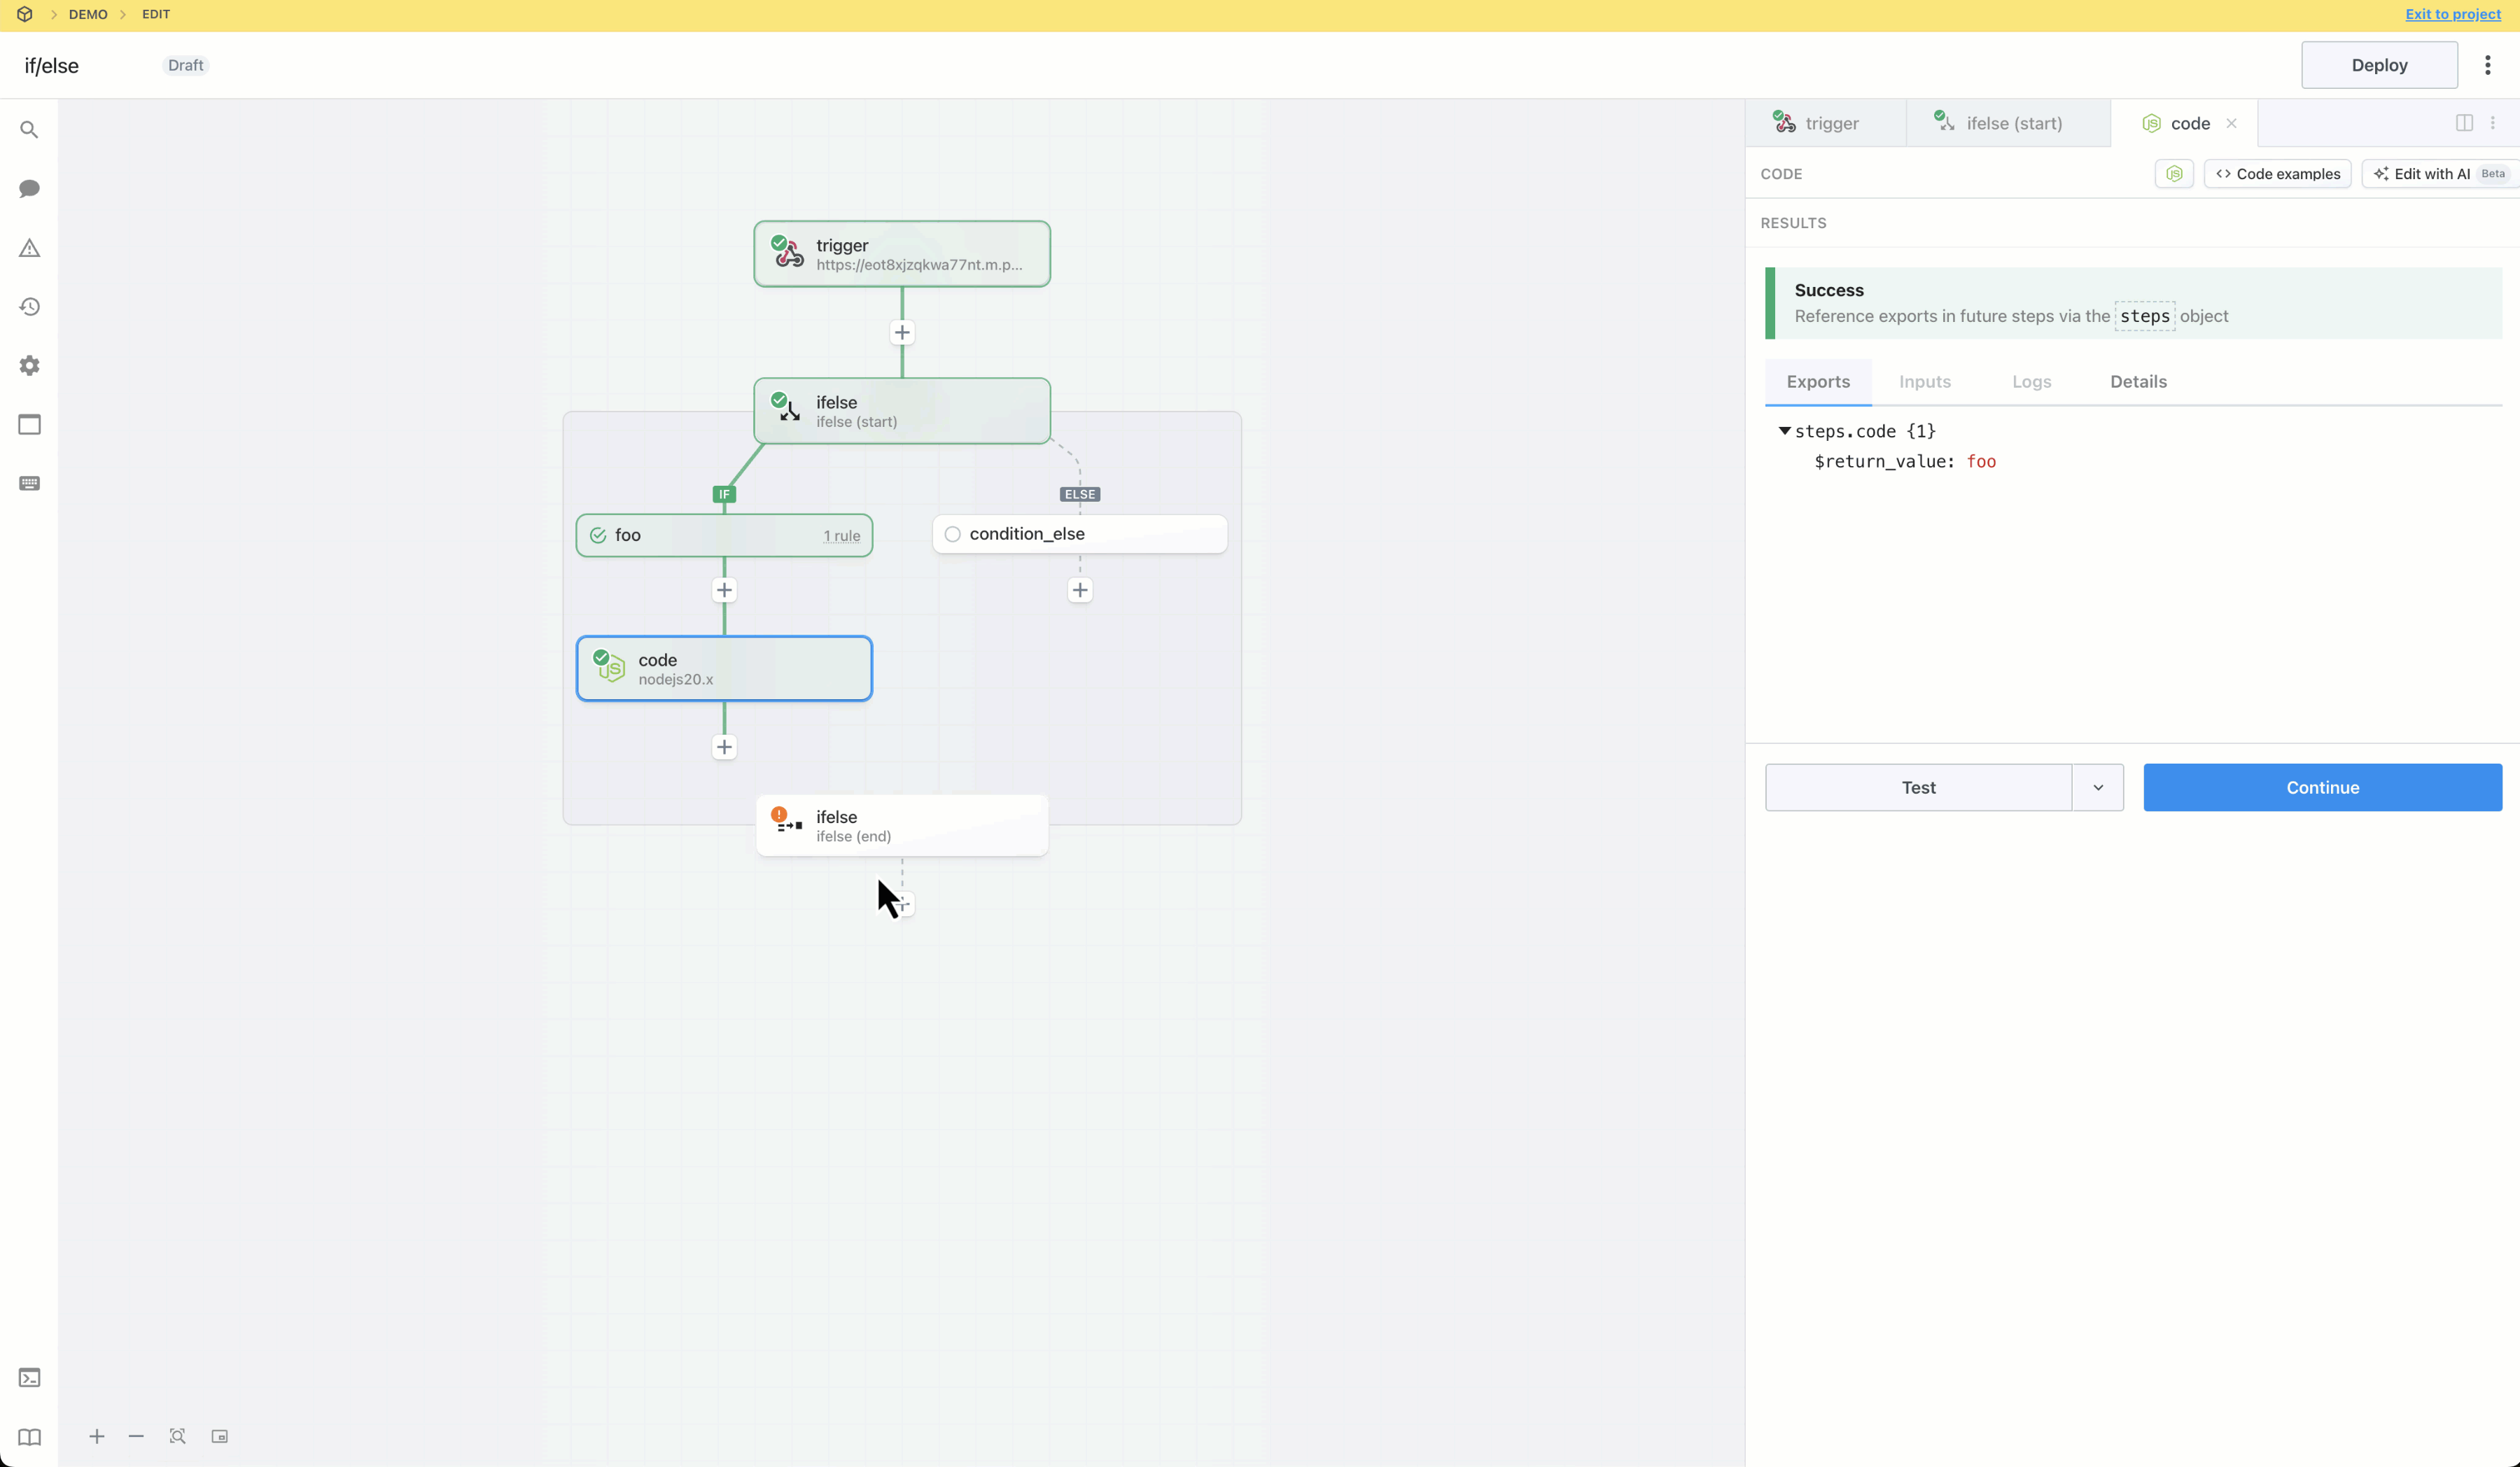 DEMO > EDIT
Exit to project
if/else
Draft
Deploy
trigger
ifelse (start)
code
CODE
JS
<> Code examples
Edit with AI Beta
RESULTS
Success
Reference exports in future steps via the steps object
Exports
Inputs
Logs
Details
steps.code {1}
$return_value: foo
Test
Continue
trigger
https://eot8xjzqkwa77nt.m.p...
ifelse
ifelse (start)
IF
ELSE
foo
1 rule
condition_else
JS
code
nodejs20.x
ifelse
ifelse (end)